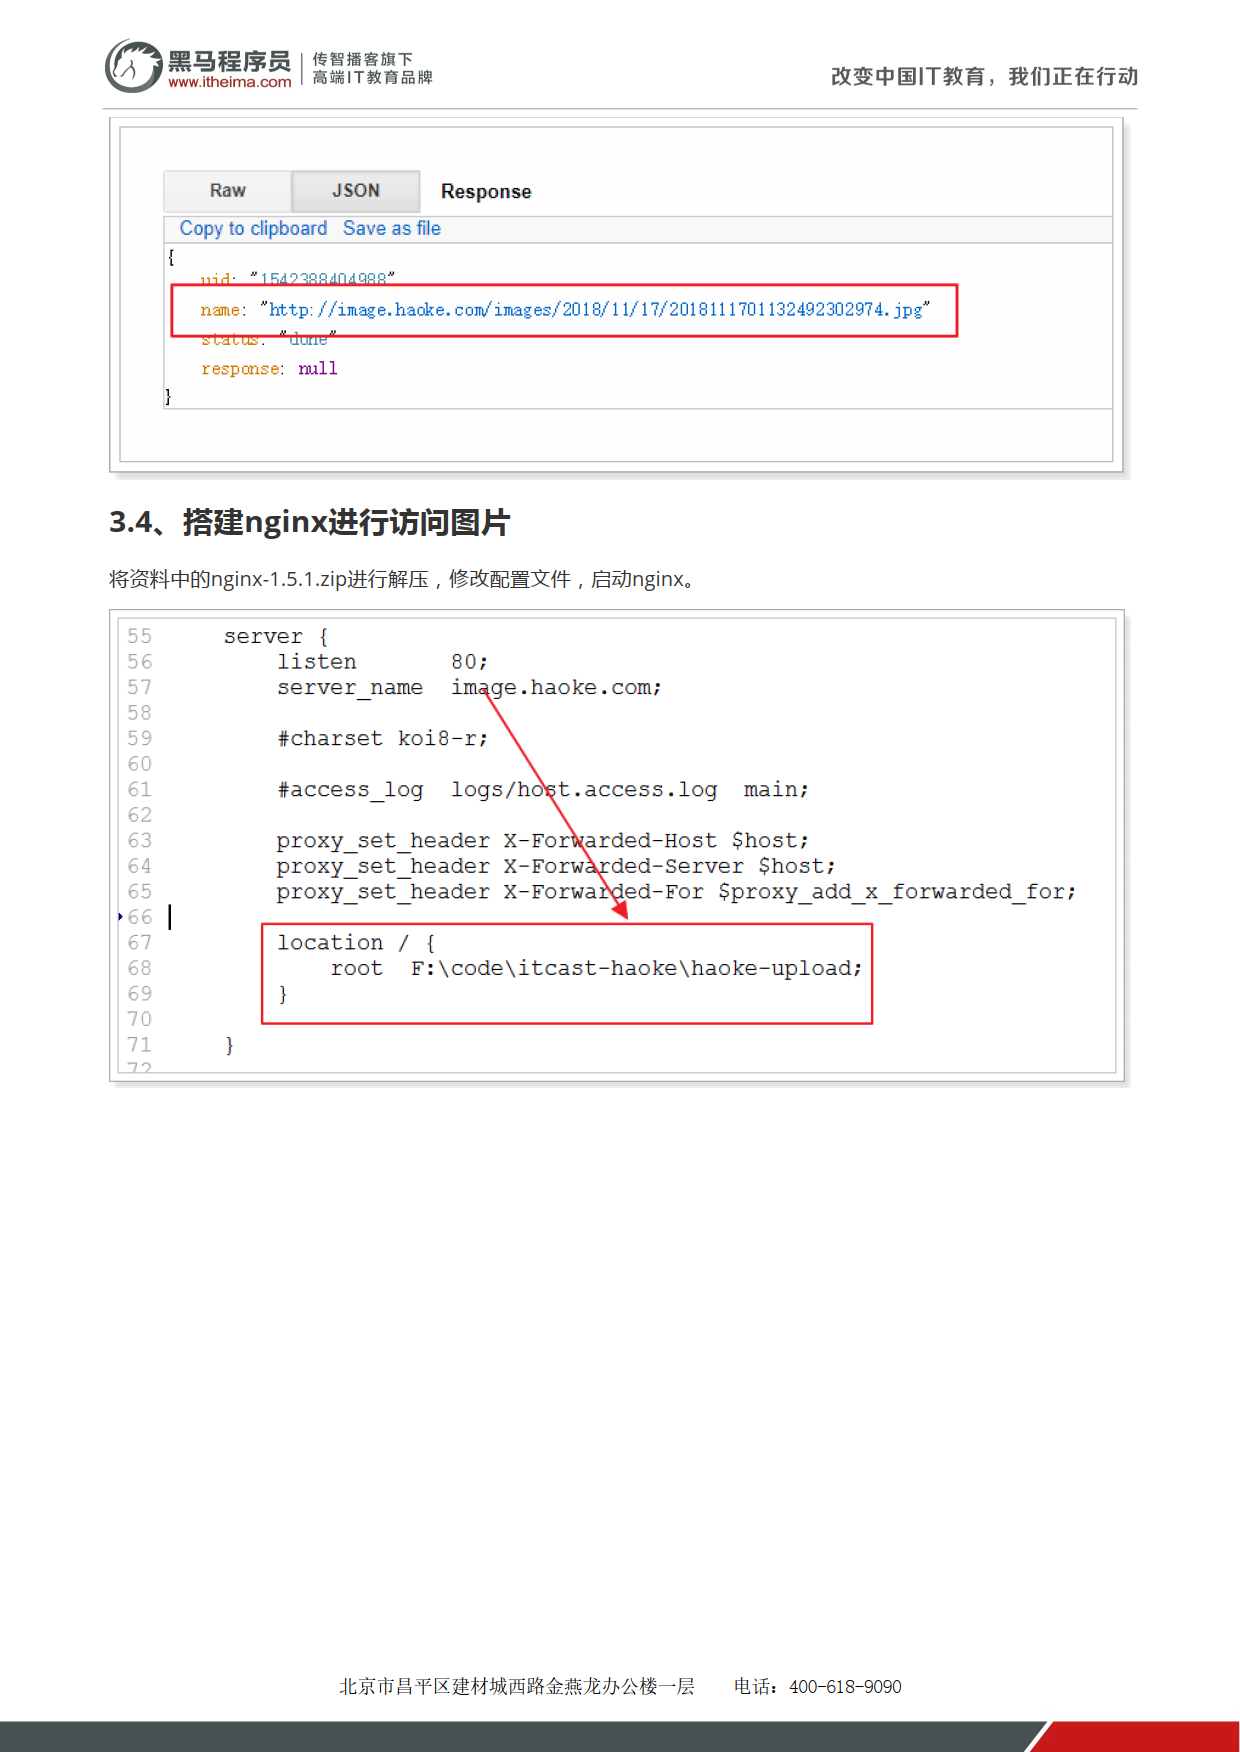 黑马程序员
www.itheima.com
传智播客旗下
高端IT教育品牌
改变中国IT教育，我们正在行动
Raw JSON Response
Copy to clipboard Save as file
{
uid: "1542388404988"
name: "http://image.haoke.com/images/2018/11/17/2018111701132492302974.jpg"
status: "done"
response: null
}
3.4、搭建nginx进行访问图片
将资料中的nginx-1.5.1.zip进行解压，修改配置文件，启动nginx。
55 server {
56 listen 80;
57 server_name image.haoke.com;
58
59 #charset koi8-r;
60
61 #access_log logs/host.access.log main;
62
63 proxy_set_header X-Forwarded-Host $host;
64 proxy_set_header X-Forwarded-Server $host;
65 proxy_set_header X-Forwarded-For $proxy_add_x_forwarded_for;
66
67 location / {
68 root F:\code\itcast-haoke\haoke-upload;
69 }
70
71 }
72
北京市昌平区建材城西路金燕龙办公楼一层 电话：400-618-9090